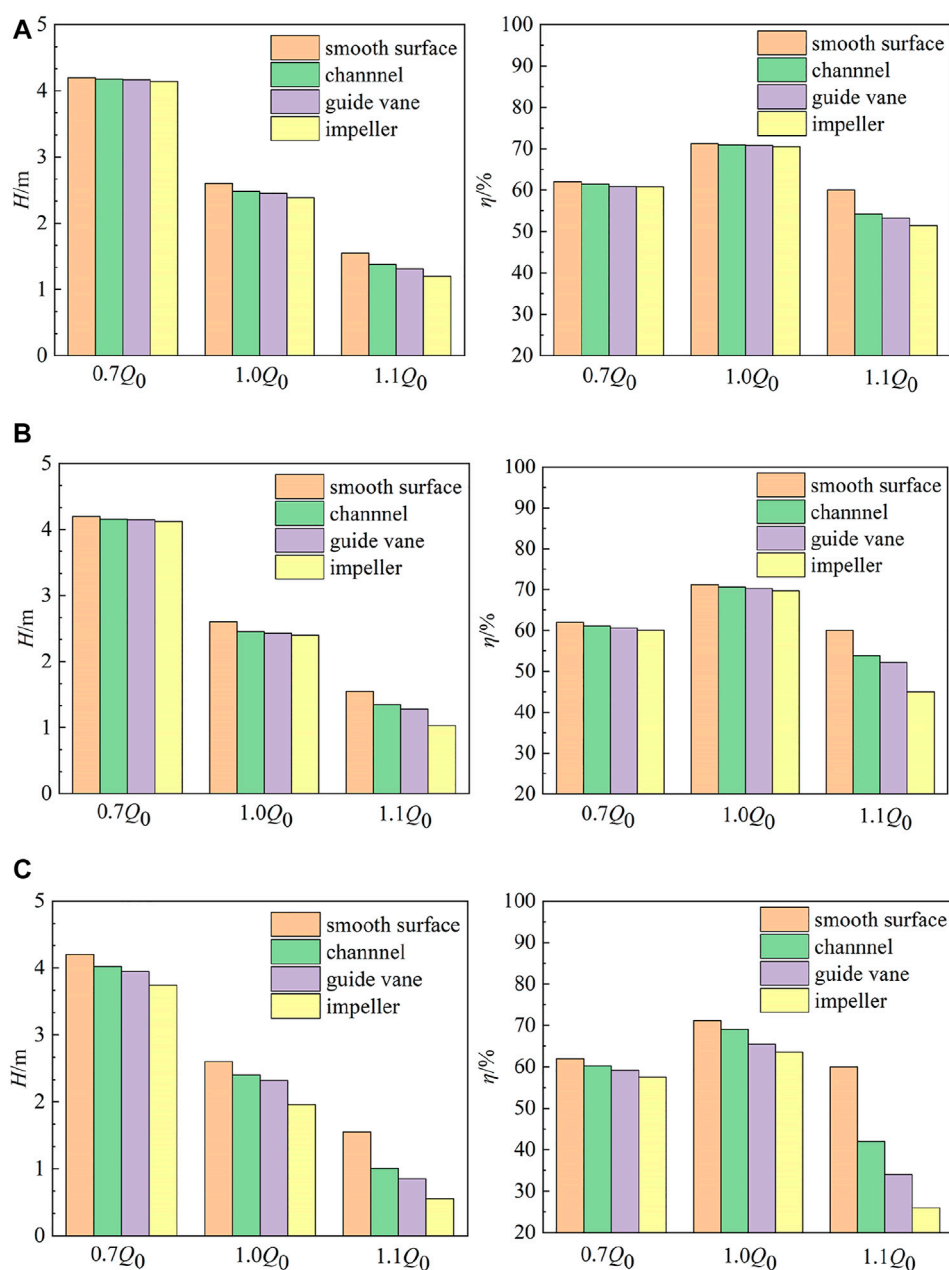 A
5
4
3
2
1
0
H/m
smooth surface
channnel
guide vane
impeller
0.7Q0
1.0Q0
1.1Q0
100
90
80
70
60
50
40
30
20
η/%
smooth surface
channnel
guide vane
impeller
0.7Q0
1.0Q0
1.1Q0
B
5
4
3
2
1
0
H/m
smooth surface
channnel
guide vane
impeller
0.7Q0
1.0Q0
1.1Q0
100
90
80
70
60
50
40
30
20
η/%
smooth surface
channnel
guide vane
impeller
0.7Q0
1.0Q0
1.1Q0
C
5
4
3
2
1
0
H/m
smooth surface
channnel
guide vane
impeller
0.7Q0
1.0Q0
1.1Q0
100
90
80
70
60
50
40
30
20
η/%
smooth surface
channnel
guide vane
impeller
0.7Q0
1.0Q0
1.1Q0